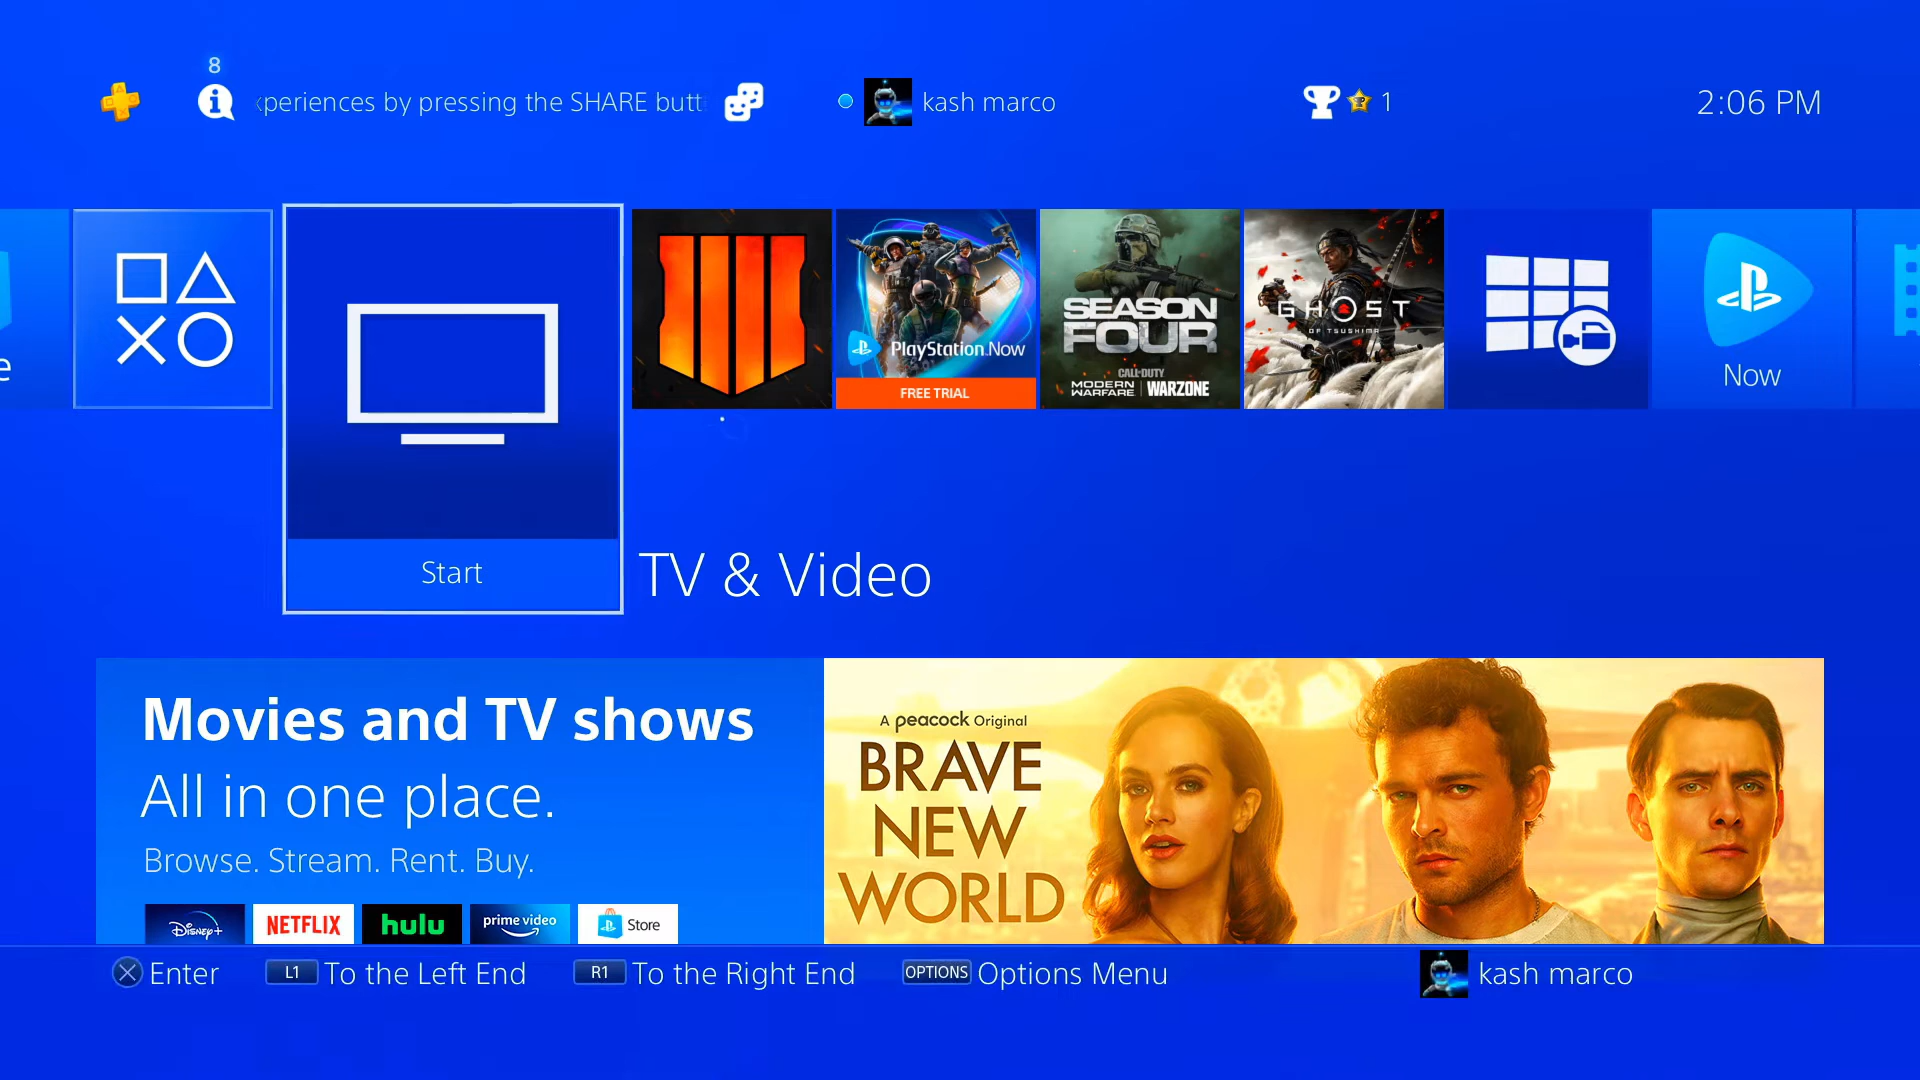 8
xperiences by pressing the SHARE butt
kash marco
1
2:06 PM
e
PlayStation Now
FREE TRIAL
SEASON
FOUR
CALL OF DUTY
MODERN
WARFARE
WARZONE
GHOST
OF TSUSHIMA
Now
Start
TV & Video
Movies and TV shows
All in one place.
Browse. Stream. Rent. Buy.
Disney+
NETFLIX
hulu
prime video
Store
A peacock Original
BRAVE
NEW
WORLD
Enter
L1 To the Left End
R1 To the Right End
OPTIONS Options Menu
kash marco